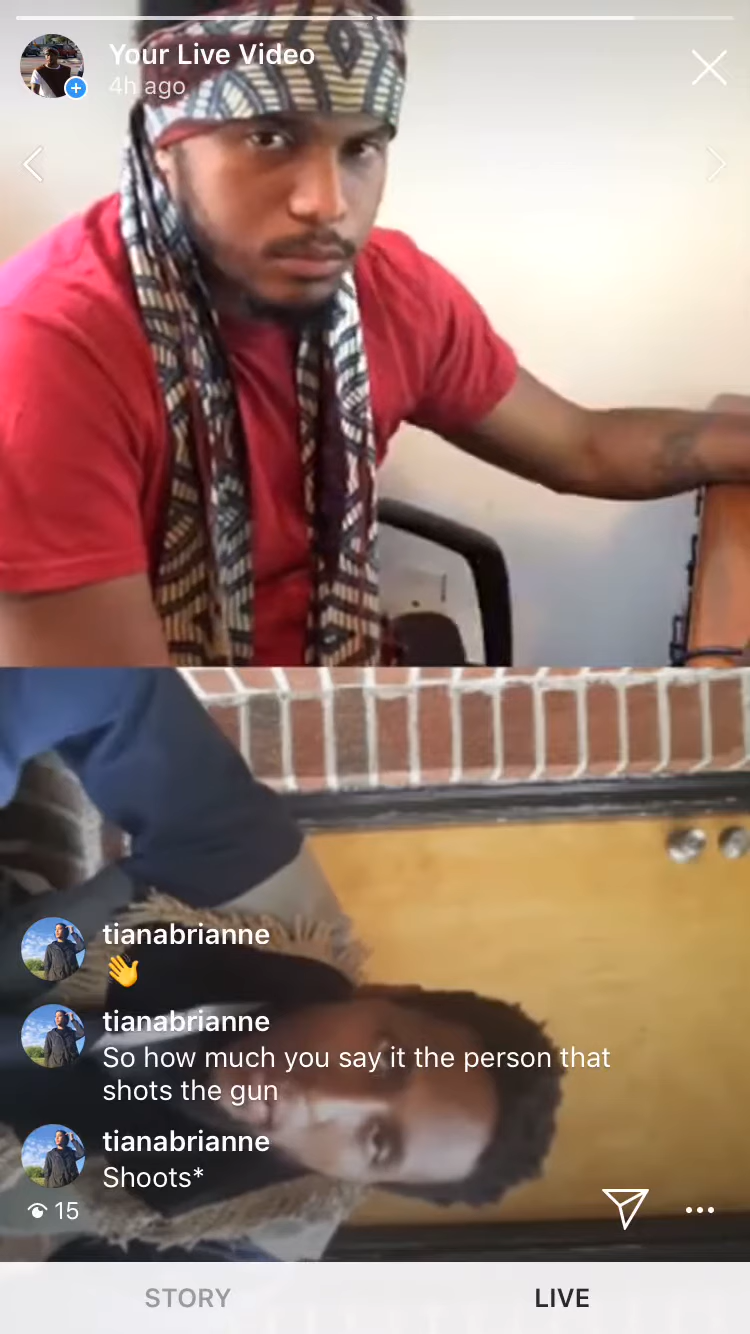 Your Live Video
4h ago
tianabrianne
👋
tianabrianne
So how much you say it the person that
shots the gun
tianabrianne
Shoots*
15
STORY
LIVE